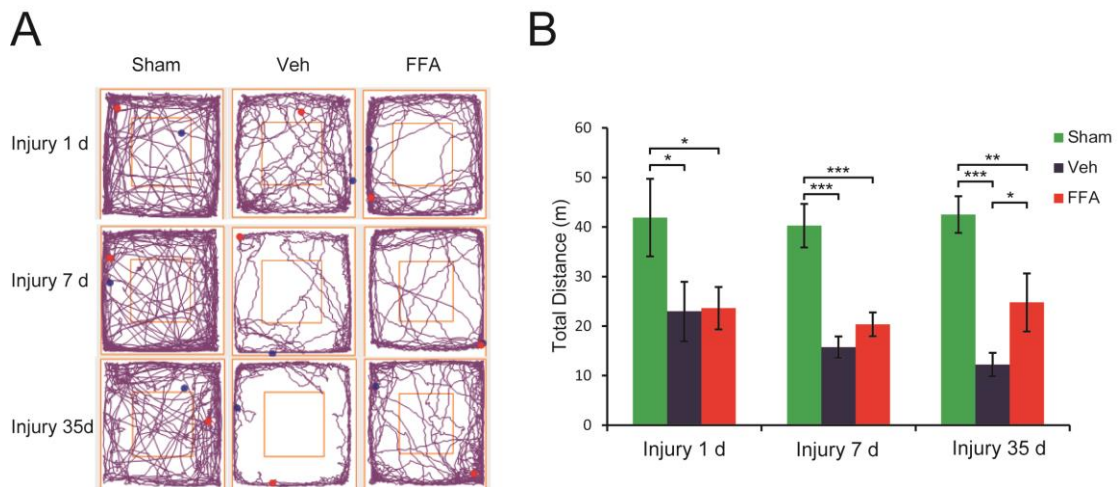 A
Sham Veh FFA
Injury 1 d
Injury 7 d
Injury 35d
B
60
50
40
30
20
10
0
Total Distance (m)
* *
*** ***
*** ** *
Injury 1 d Injury 7 d Injury 35 d
Sham
Veh
FFA